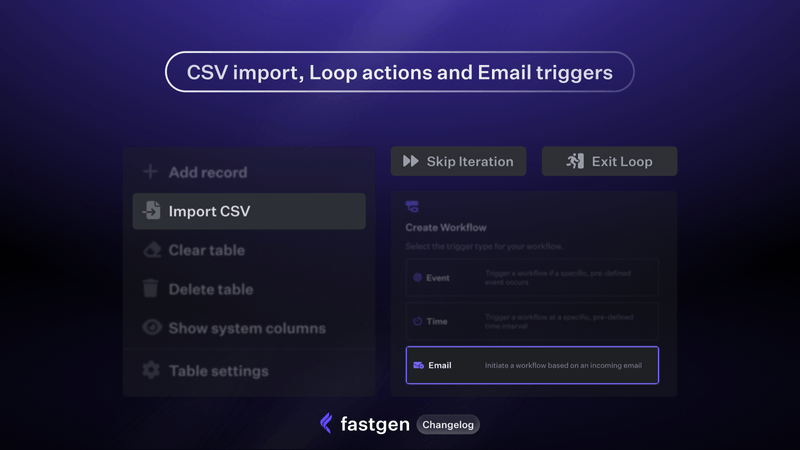 CSV import, Loop actions and Email triggers
Add record
Import CSV
Clear table
Delete table
Show system columns
Table settings
Skip Iteration
Exit Loop
Create Workflow
Select the trigger type for your workflow.
Event
Trigger a workflow if a specific, pre-defined
event occurs
Time
Trigger a workflow at a specific, pre-defined
time interval
Email
Initiate a workflow based on an incoming email
fastgen
Changelog